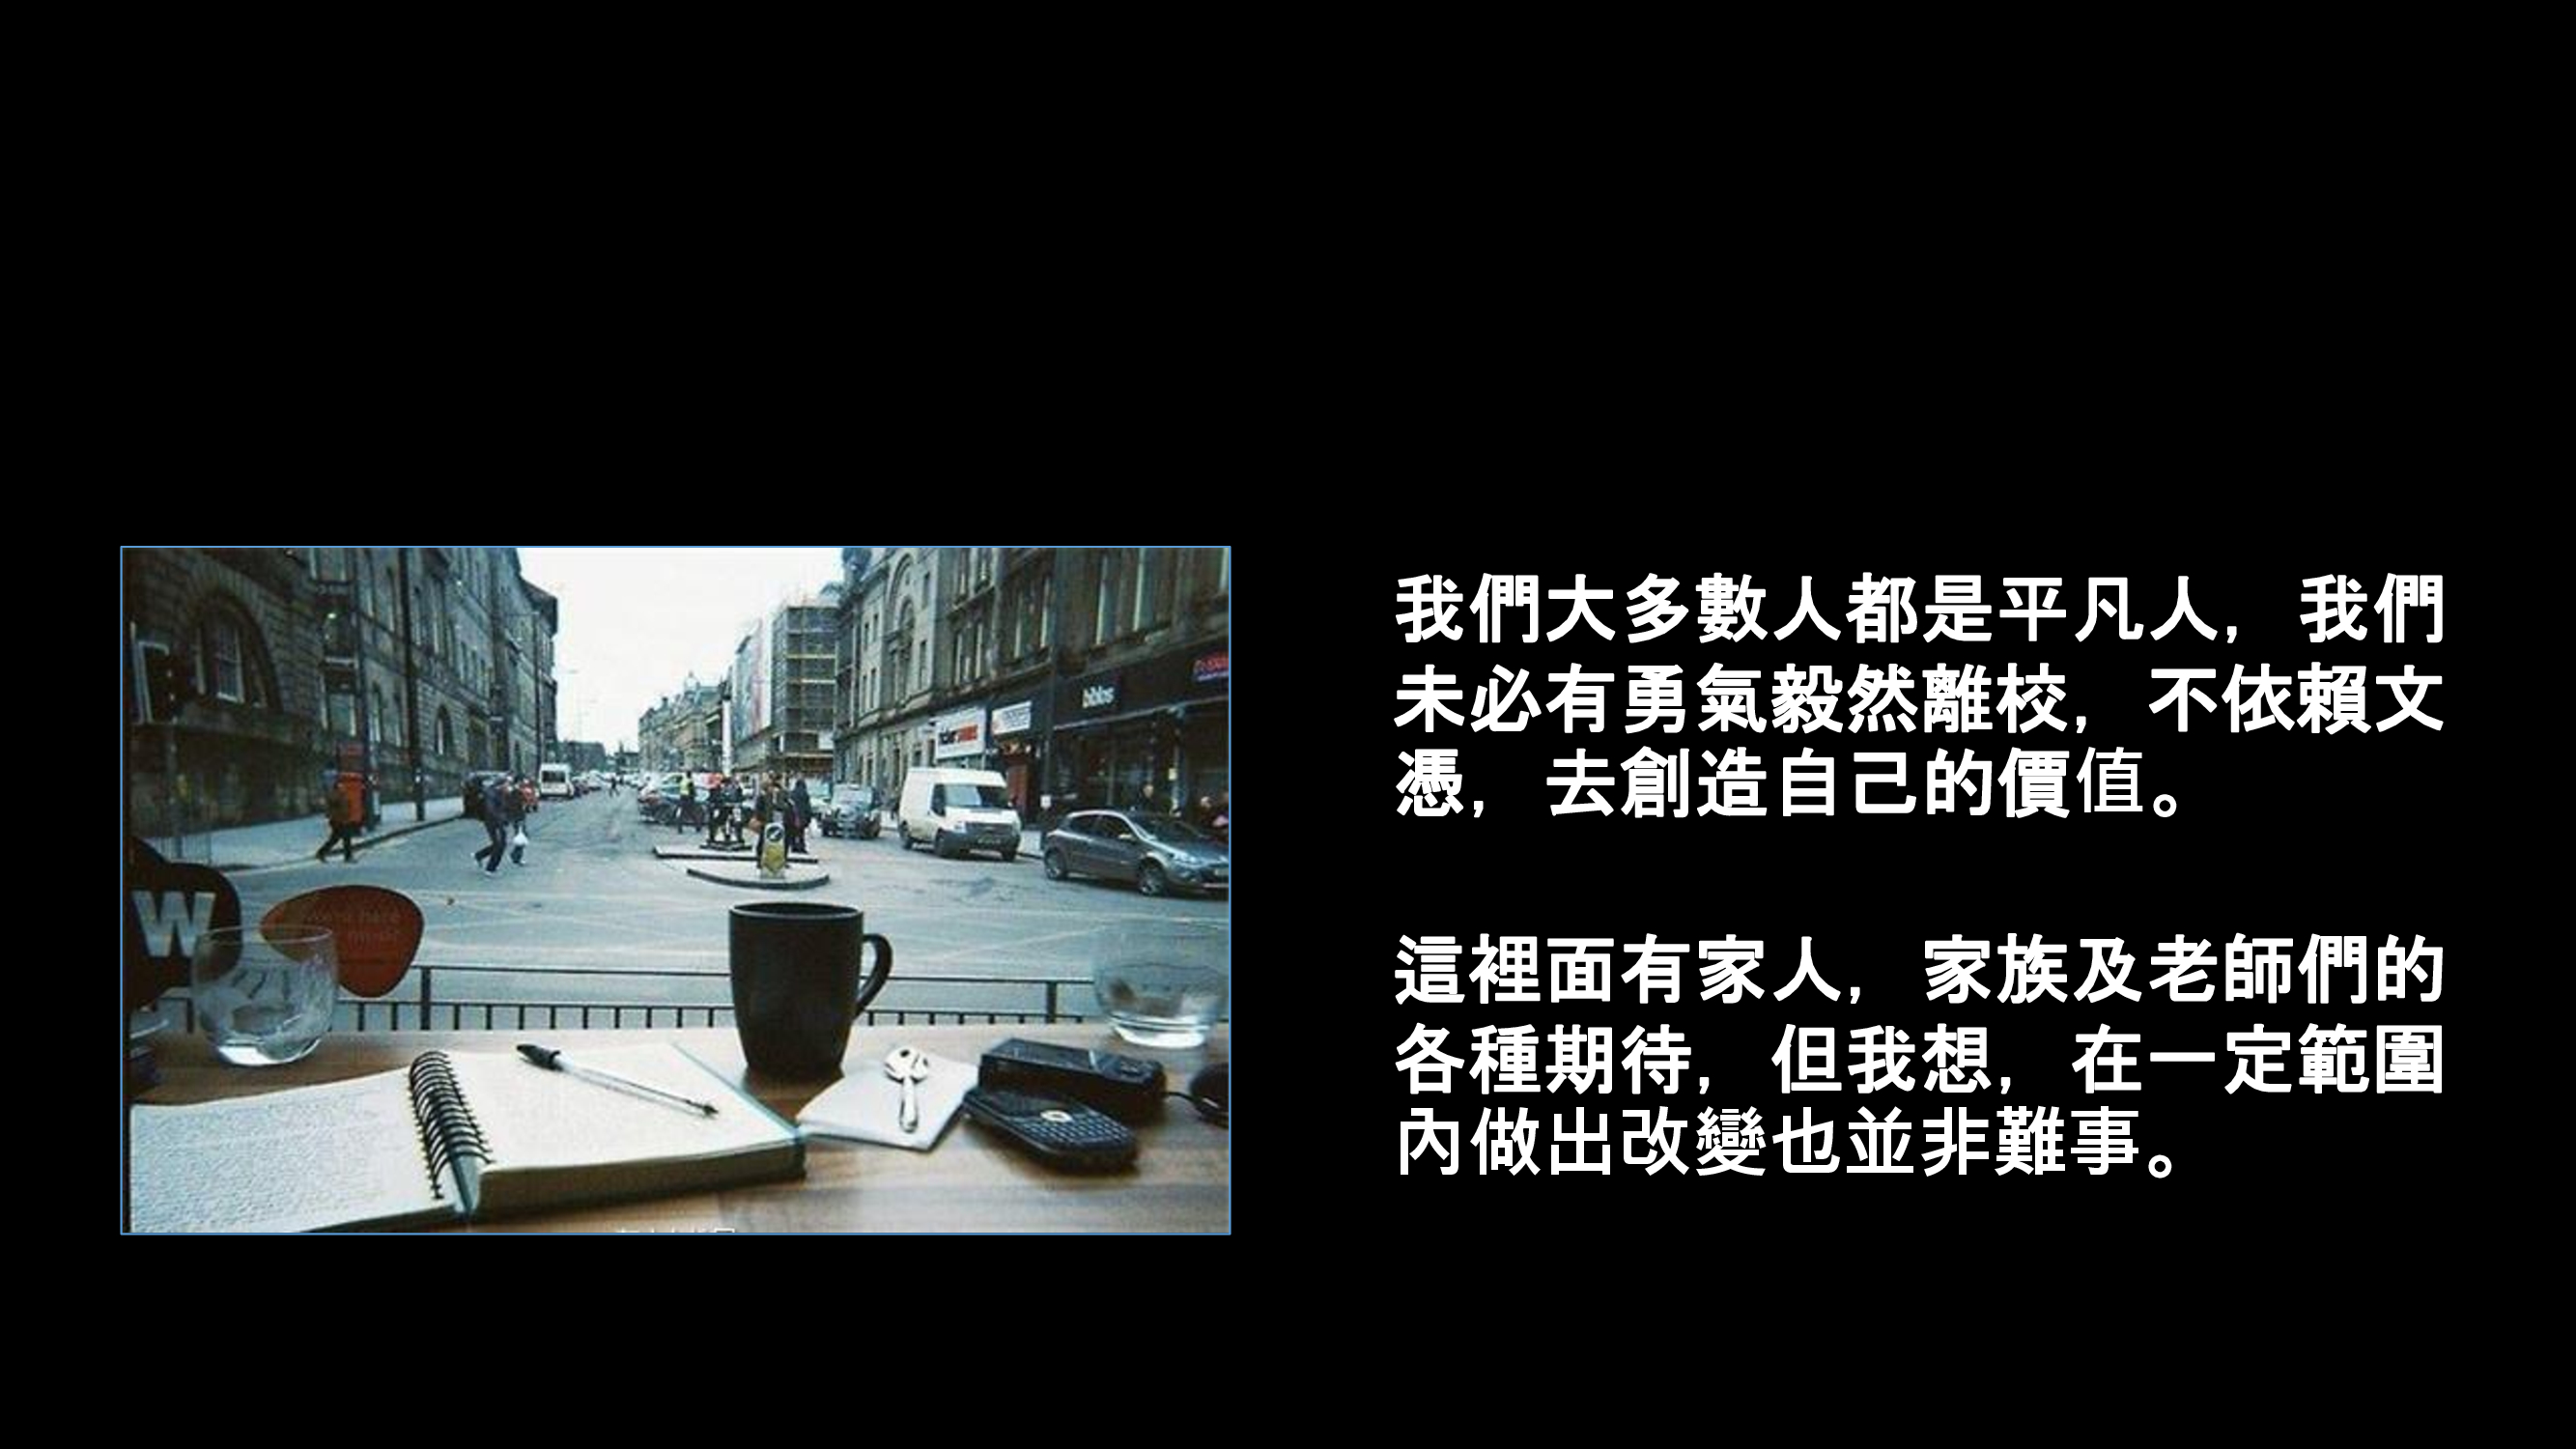 我們大多數人都是平凡人, 我們
未必有勇氣毅然離校, 不依賴文
憑, 去創造自己的價值。
這裡面有家人, 家族及老師們的
各種期待, 但我想, 在一定範圍
內做出改變也並非難事。
W